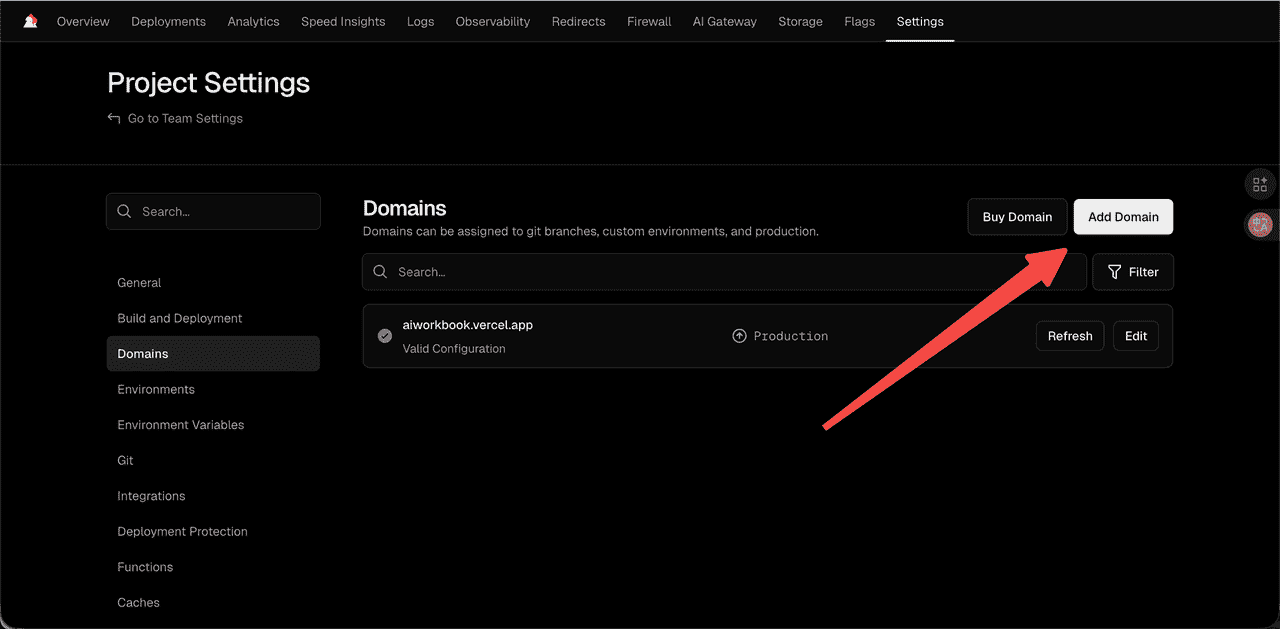 Overview Deployments Analytics Speed Insights Logs Observability Redirects Firewall AI Gateway Storage Flags Settings
Project Settings
Go to Team Settings
Search...
General
Build and Deployment
Domains
Environments
Environment Variables
Git
Integrations
Deployment Protection
Functions
Caches
Domains
Domains can be assigned to git branches, custom environments, and production.
Buy Domain Add Domain
Search...
Filter
aiworkbook.vercel.app
Valid Configuration
Production
Refresh Edit